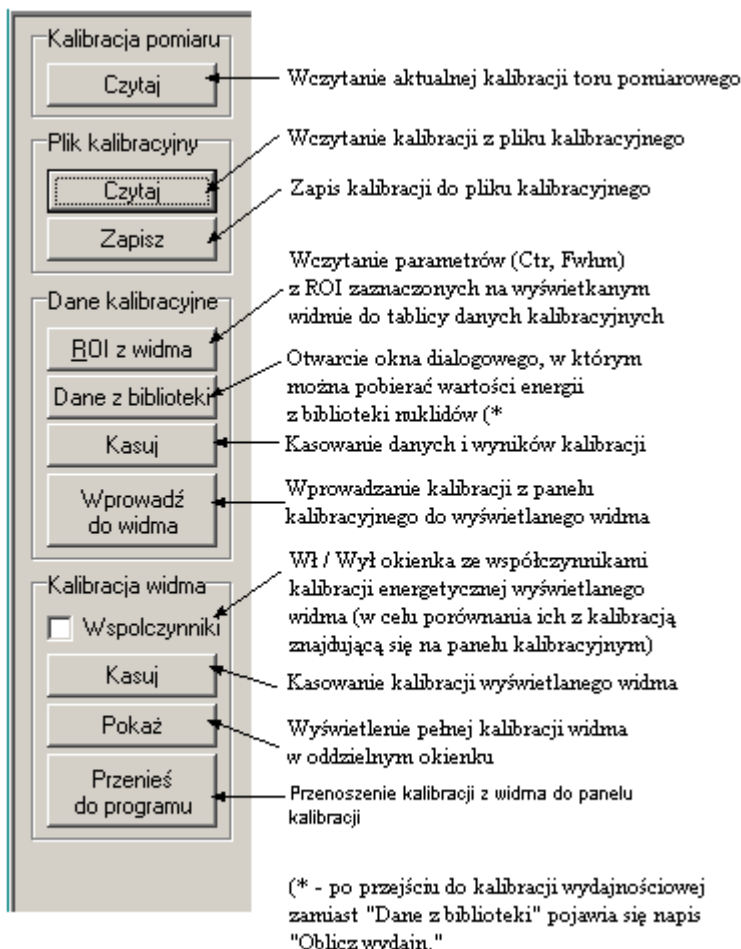 Kalibracja pomiaru
Czytaj
Wczytanie aktualnej kalibracji toru pomiarowego
Plik kalibracyjny
Czytaj
Wczytanie kalibracji z pliku kalibracyjnego
Zapisz
Zapis kalibracji do pliku kalibracyjnego
Dane kalibracyjne
ROI z widma
Wczytanie parametrów (Ctr, Fwhm)
z ROI zaznaczonych na wyświetkanym
widmie do tablicy danych kalibracyjnych
Dane z biblioteki
Otwarcie okna dialogowego, w którym
można pobierać wartości energii
z biblioteki nuklidów (*
Kasuj
Kasowanie danych i wyników kalibracji
Wprowadź
do widma
Wprowadzanie kalibracji z panelu
kalibracyjnego do wyświetlanego widma
Kalibracja widma
Wspolczynniki
Wł / Wył okienka ze współczynnikami
kalibracji energetycznej wyświetlanego
widma (w celu porównania ich z kalibracją
znajdującą się na panelu kalibracyjnym)
Kasuj
Kasowanie kalibracji wyświetlanego widma
Pokaż
Wyświetlenie pełnej kalibracji widma
w oddzielnym okienku
Przenieś
do programu
Przenoszenie kalibracji z widma do panelu
kalibracji
(* - po przejściu do kalibracji wydajnościowej
zamiast "Dane z biblioteki" pojawia się napis
"Oblicz wydajn."